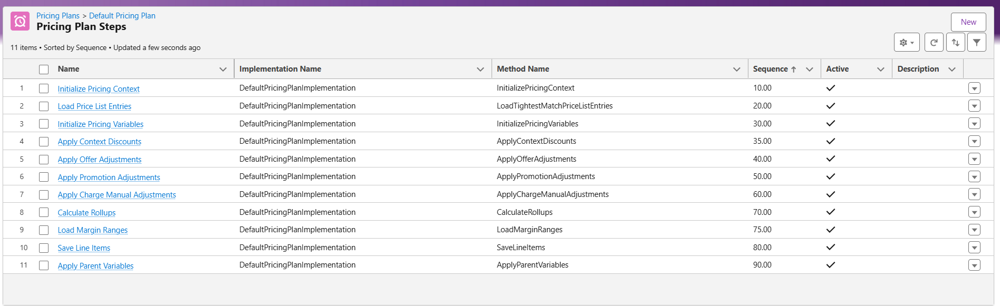 Pricing Plans > Default Pricing Plan
Pricing Plan Steps
New
11 items • Sorted by Sequence • Updated a few seconds ago
Name Implementation Name Method Name Sequence ↑ Active Description
1 Initialize Pricing Context DefaultPricingPlanImplementation InitializePricingContext 10.00
2 Load Price List Entries DefaultPricingPlanImplementation LoadTightestMatchPriceListEntries 20.00
3 Initialize Pricing Variables DefaultPricingPlanImplementation InitializePricingVariables 30.00
4 Apply Context Discounts DefaultPricingPlanImplementation ApplyContextDiscounts 35.00
5 Apply Offer Adjustments DefaultPricingPlanImplementation ApplyOfferAdjustments 40.00
6 Apply Promotion Adjustments DefaultPricingPlanImplementation ApplyPromotionAdjustments 50.00
7 Apply Charge Manual Adjustments DefaultPricingPlanImplementation ApplyChargeManualAdjustments 60.00
8 Calculate Rollups DefaultPricingPlanImplementation CalculateRollups 70.00
9 Load Margin Ranges DefaultPricingPlanImplementation LoadMarginRanges 75.00
10 Save Line Items DefaultPricingPlanImplementation SaveLineItems 80.00
11 Apply Parent Variables DefaultPricingPlanImplementation ApplyParentVariables 90.00